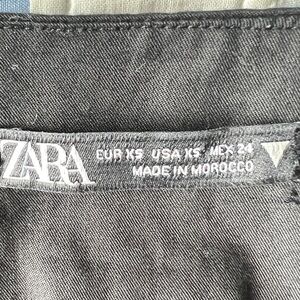 ZARA
EUR XS USA XS MEX 24
MADE IN MOROCCO